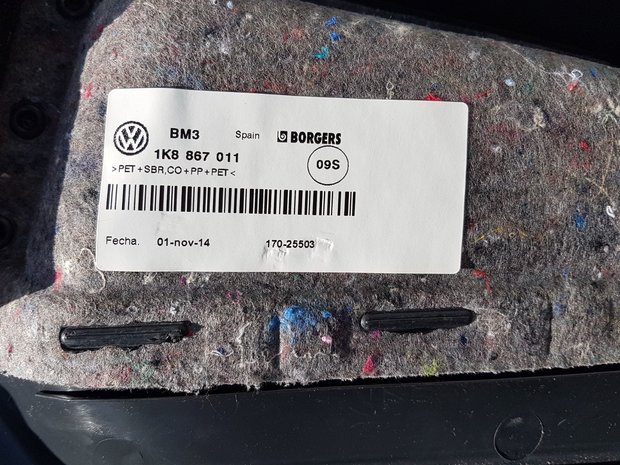 BM3 Spain BORGERS
1K8 867 011 09S
>PET+SBR,CO+PP+PET<
Fecha. 01-nov-14 170-25503